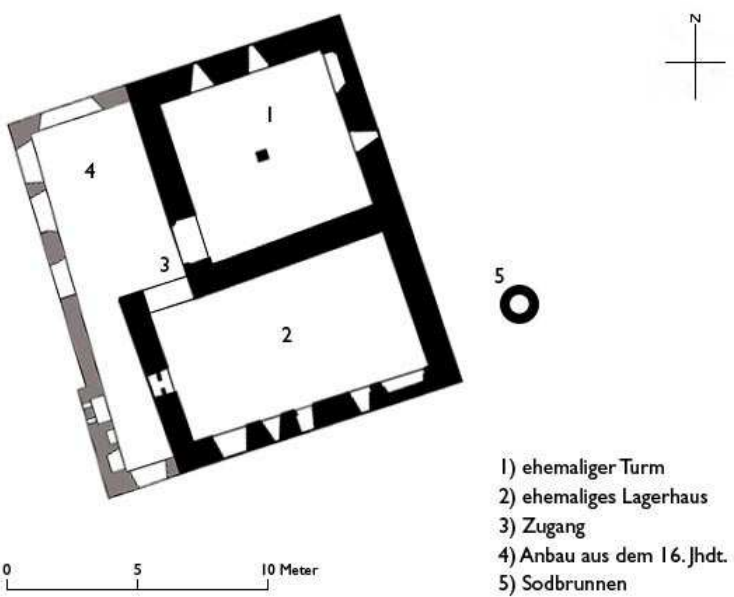 N
1
4
3
5
2
1) ehemaliger Turm
2) ehemaliges Lagerhaus
3) Zugang
4) Anbau aus dem 16. Jhdt.
5) Sodbrunnen
0 5 10 Meter